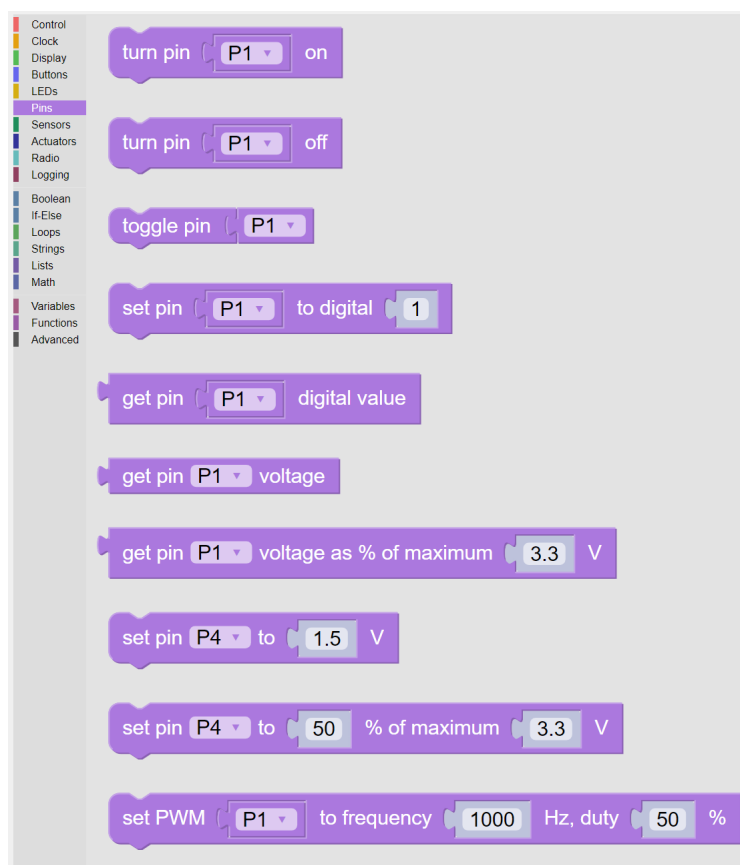 Control
Clock
Display
Buttons
LEDs
Pins
Sensors
Actuators
Radio
Logging
Boolean
If-Else
Loops
Strings
Lists
Math
Variables
Functions
Advanced
turn pin P1 on
turn pin P1 off
toggle pin P1
set pin P1 to digital 1
get pin P1 digital value
get pin P1 voltage
get pin P1 voltage as % of maximum 3.3 V
set pin P4 to 1.5 V
set pin P4 to 50 % of maximum 3.3 V
set PWM P1 to frequency 1000 Hz, duty 50 %